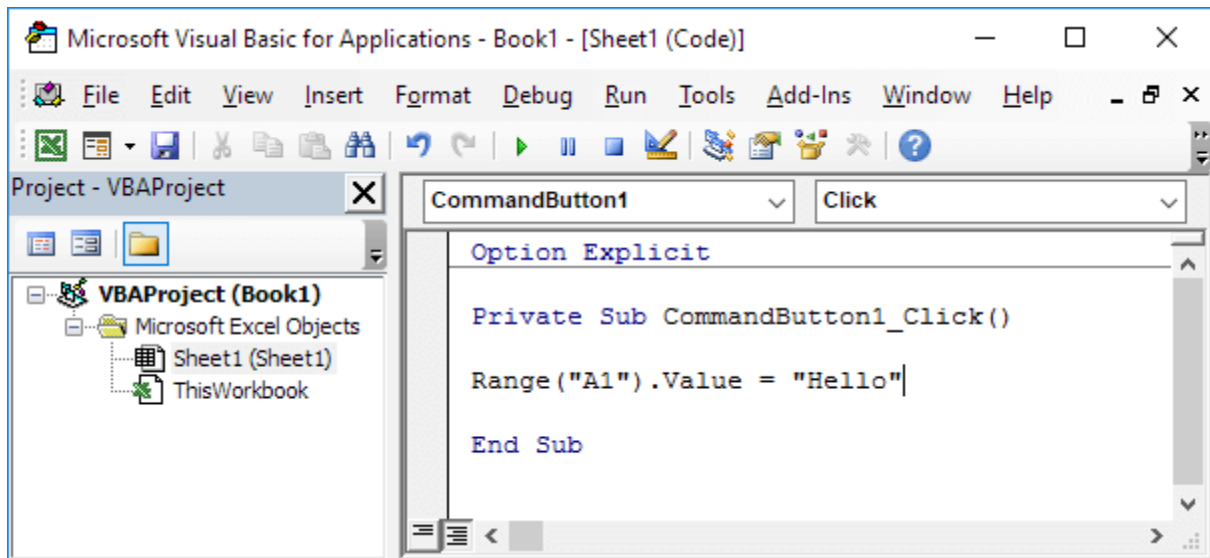 Microsoft Visual Basic for Applications - Book1 - [Sheet1 (Code)]
File Edit View Insert Format Debug Run Tools Add-Ins Window Help
Project - VBAProject
CommandButton1 Click
VBAProject (Book1)
Microsoft Excel Objects
Sheet1 (Sheet1)
ThisWorkbook
Option Explicit
Private Sub CommandButton1_Click()
Range("A1").Value = "Hello"
End Sub